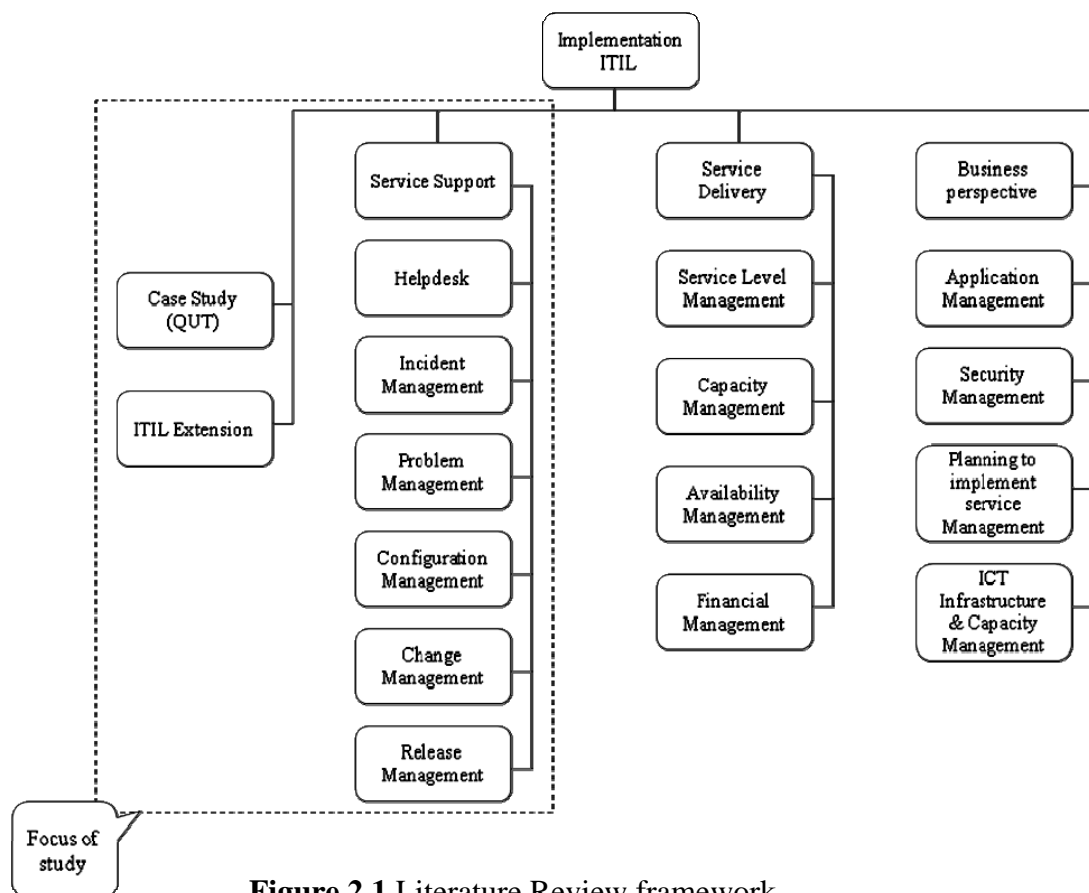 Implementation
ITIL
Case Study
(QUT)
ITIL Extension
Service Support
Helpdesk
Incident
Management
Problem
Management
Configuration
Management
Change
Management
Release
Management
Service
Delivery
Service Level
Management
Capacity
Management
Availability
Management
Financial
Management
Business
perspective
Application
Management
Security
Management
Planning to
implement
service
Management
ICT
Infrastructure
& Capacity
Management
Focus of
study
Figure 2.1 Literature Review framework